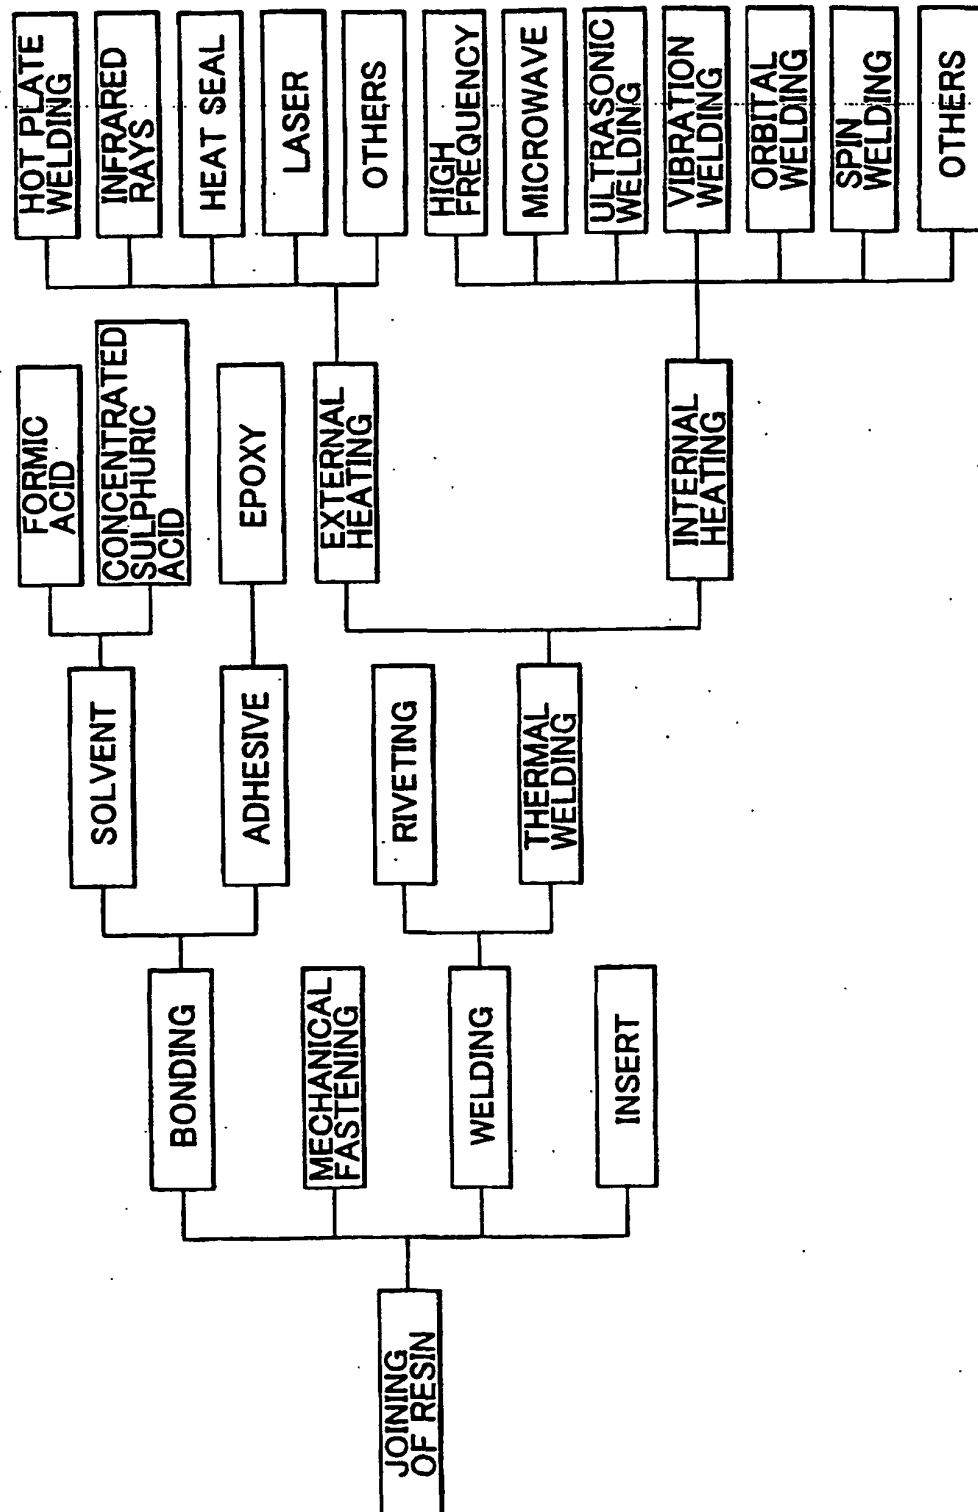 JOINING
OF RESIN
BONDING
MECHANICAL
FASTENING
WELDING
INSERT
SOLVENT
ADHESIVE
RIVETING
THERMAL
WELDING
FORMIC
ACID
CONCENTRATED
SULPHURIC
ACID
EPOXY
EXTERNAL
HEATING
INTERNAL
HEATING
HOT PLATE
WELDING
INFRARED
RAYS
HEAT SEAL
LASER
OTHERS
HIGH
FREQUENCY
MICROWAVE
ULTRASONIC
WELDING
VIBRATION
WELDING
ORBITAL
WELDING
SPIN
WELDING
OTHERS